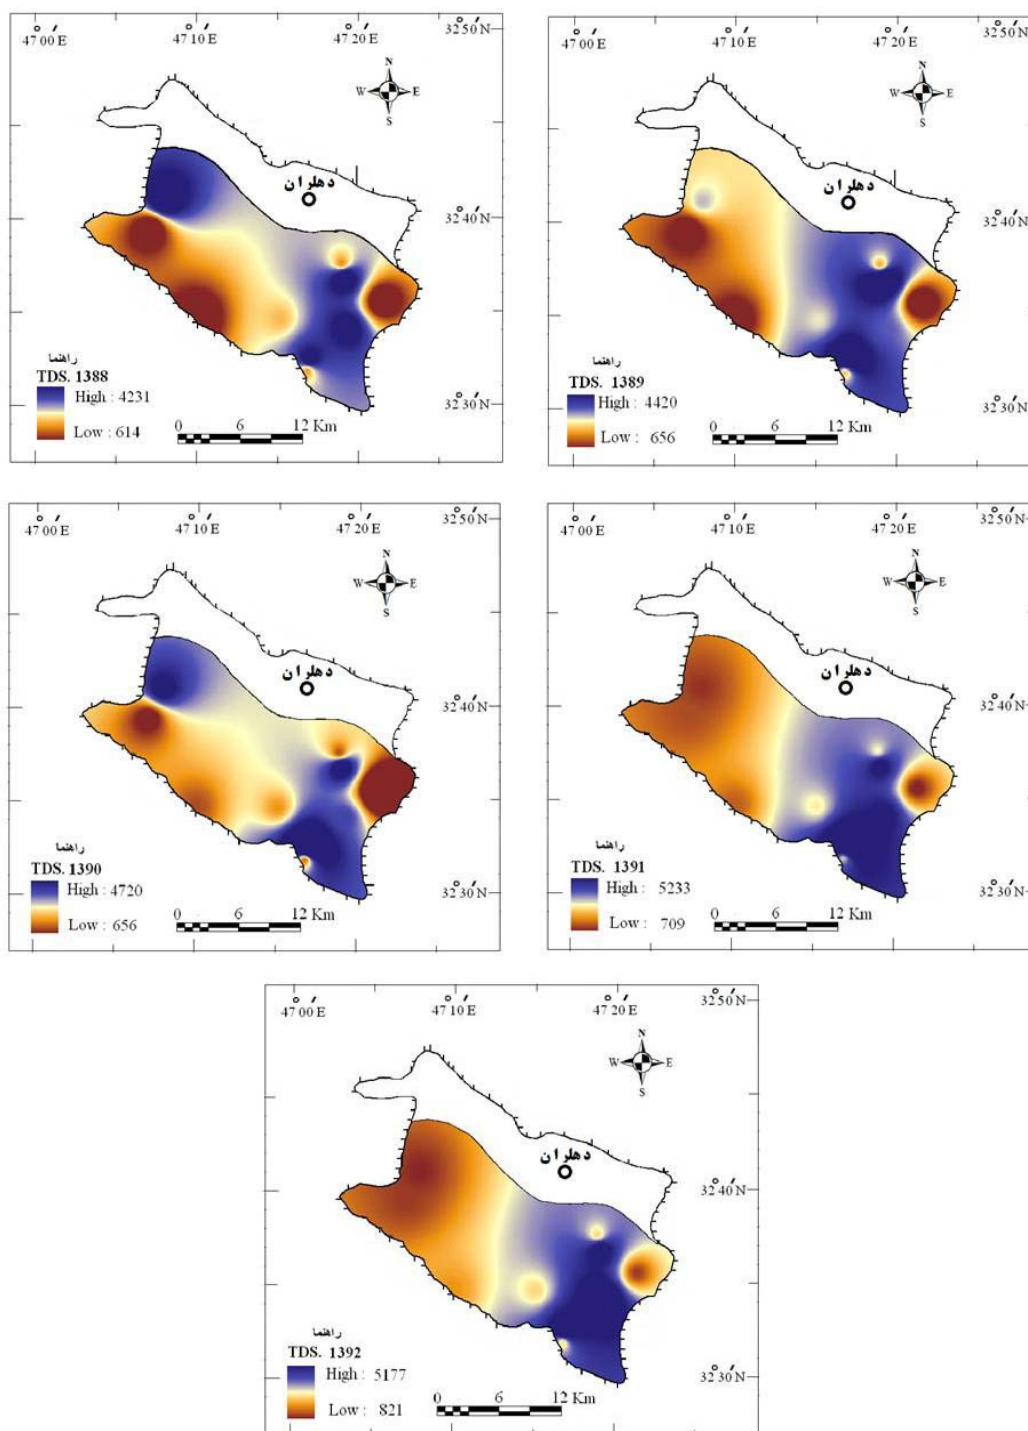 47 00 E 47 10 E 47 20 E 32 50 N
N
W E
S
دهلران
32 40 N
راهنما
TDS. 1388
High : 4231
Low : 614
0 6 12 Km
32 30 N
47 00 E 47 10 E 47 20 E 32 50 N
N
W E
S
دهلران
32 40 N
راهنما
TDS. 1389
High : 4420
Low : 656
0 6 12 Km
32 30 N
47 00 E 47 10 E 47 20 E 32 50 N
N
W E
S
دهلران
32 40 N
راهنما
TDS. 1390
High : 4720
Low : 656
0 6 12 Km
32 30 N
47 00 E 47 10 E 47 20 E 32 50 N
N
W E
S
دهلران
32 40 N
راهنما
TDS. 1391
High : 5233
Low : 709
0 6 12 Km
32 30 N
47 00 E 47 10 E 47 20 E 32 50 N
N
W E
S
دهلران
32 40 N
راهنما
TDS. 1392
High : 5177
Low : 821
0 6 12 Km
32 30 N